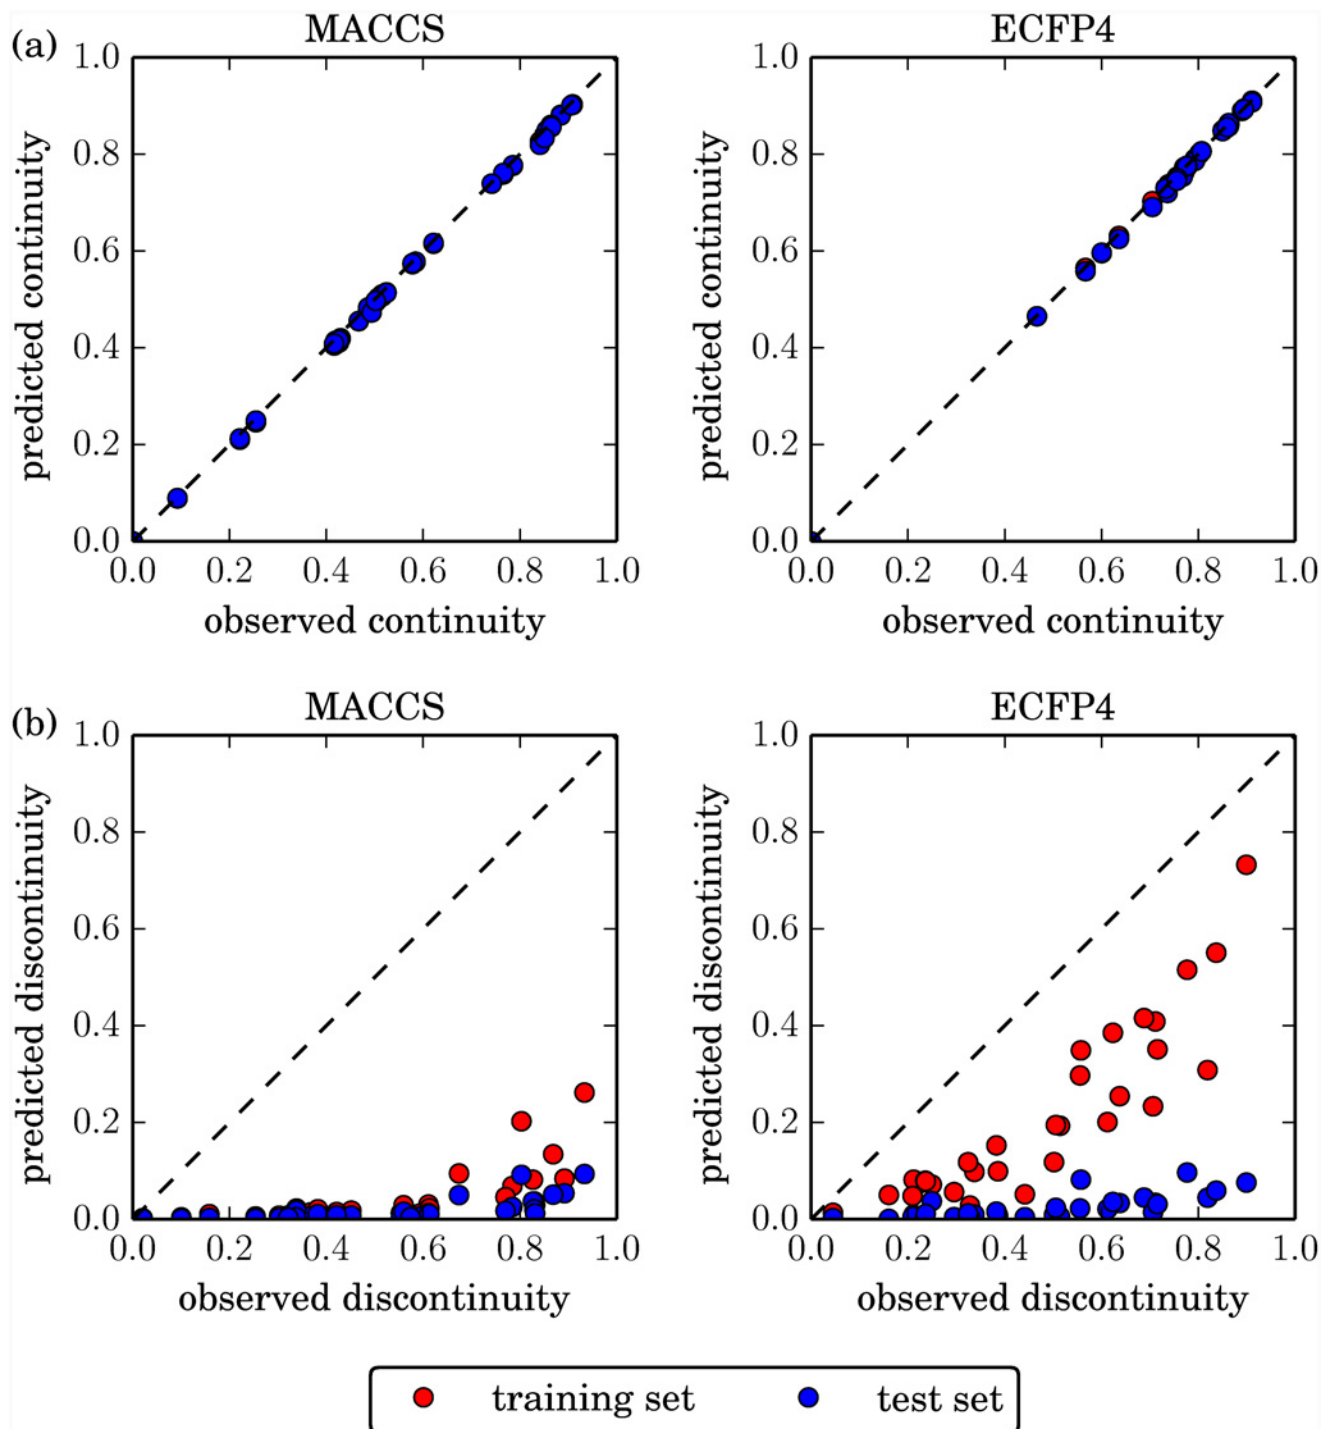 (a)
MACCS
ECFP4
1.0
0.8
0.6
0.4
0.2
0.0
predicted continuity
0.0 0.2 0.4 0.6 0.8 1.0
observed continuity
1.0
0.8
0.6
0.4
0.2
0.0
predicted continuity
0.0 0.2 0.4 0.6 0.8 1.0
observed continuity
(b)
MACCS
ECFP4
1.0
0.8
0.6
0.4
0.2
0.0
predicted discontinuity
0.0 0.2 0.4 0.6 0.8 1.0
observed discontinuity
1.0
0.8
0.6
0.4
0.2
0.0
predicted discontinuity
0.0 0.2 0.4 0.6 0.8 1.0
observed discontinuity
training set
test set